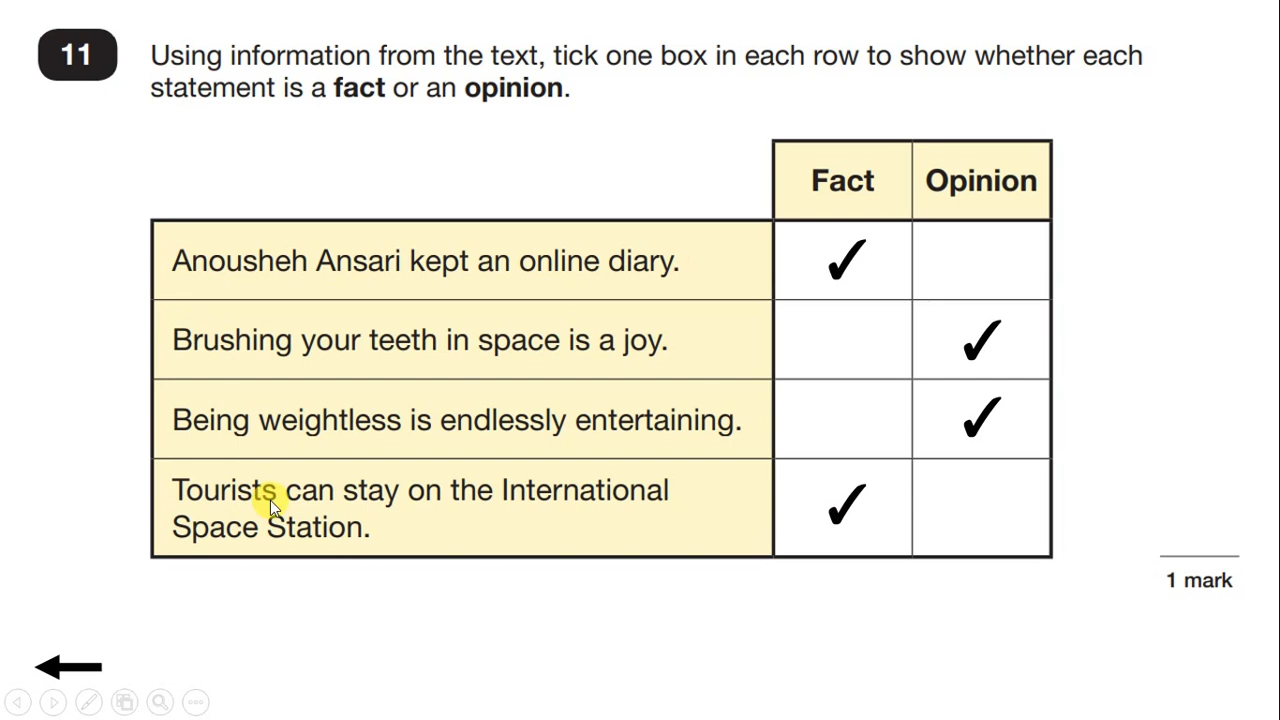 11
Using information from the text, tick one box in each row to show whether each
statement is a fact or an opinion.
Fact Opinion
Anousheh Ansari kept an online diary. ✓
Brushing your teeth in space is a joy. ✓
Being weightless is endlessly entertaining. ✓
Tourists can stay on the International
Space Station. ✓
1 mark